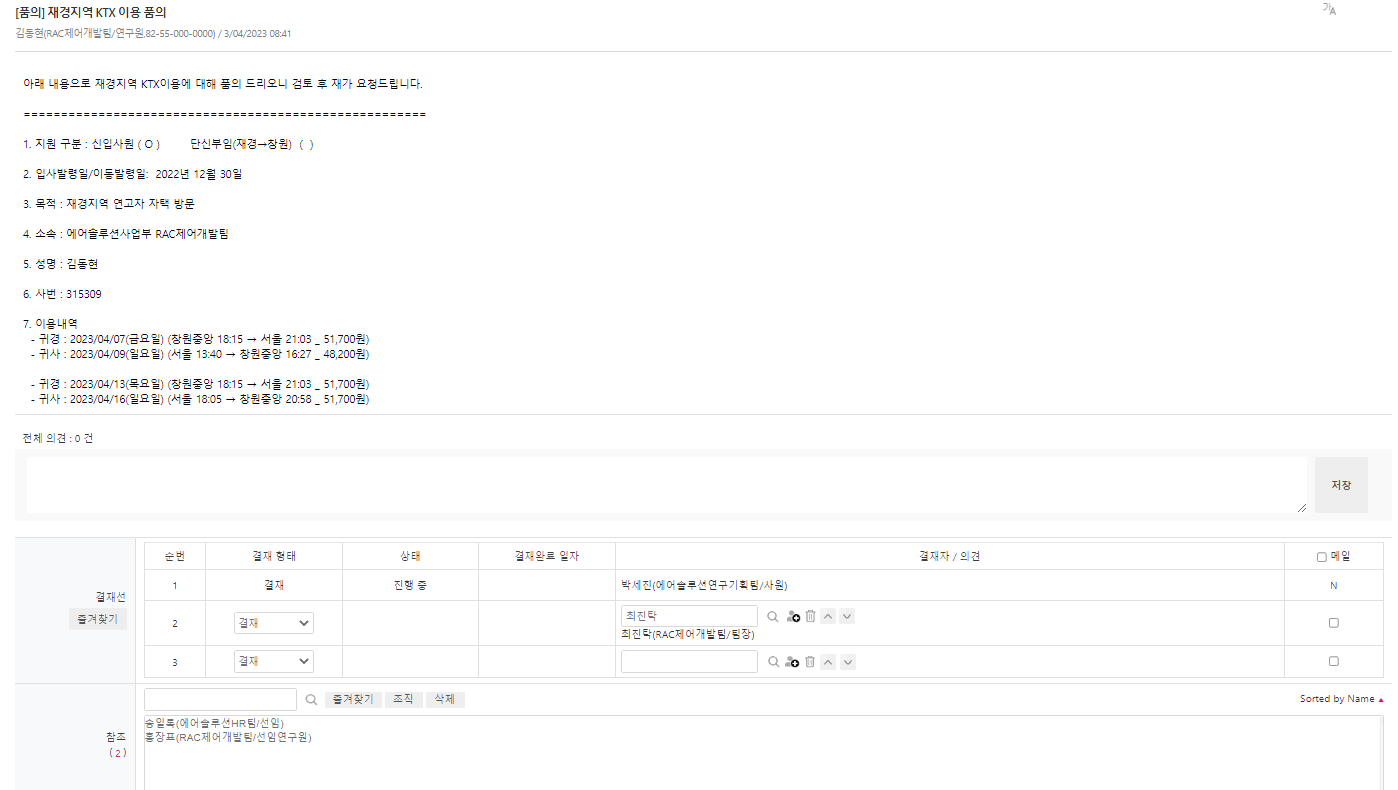 [품의] 재경지역 KTX 이용 품의
김동현(RAC제어개발팀/연구원,82-55-000-0000) / 3/04/2023 08:41
가A
아래 내용으로 재경지역 KTX이용에 대해 품의 드리오니 검토 후 재가 요청드립니다.
======================================================
1. 지원 구분 : 신입사원 ( O ) 단신부임(재경→창원) ( )
2. 입사발령일/이동발령일: 2022년 12월 30일
3. 목적 : 재경지역 연고자 자택 방문
4. 소속 : 에어솔루션사업부 RAC제어개발팀
5. 성명 : 김동현
6. 사번 : 315309
7. 이용내역
- 귀경 : 2023/04/07(금요일) (창원중앙 18:15 → 서울 21:03 _ 51,700원)
- 귀사 : 2023/04/09(일요일) (서울 13:40 → 창원중앙 16:27 _ 48,200원)
- 귀경 : 2023/04/13(목요일) (창원중앙 18:15 → 서울 21:03 _ 51,700원)
- 귀사 : 2023/04/16(일요일) (서울 18:05 → 창원중앙 20:58 _ 51,700원)
전체 의견 : 0 건
저장
결재선
즐겨찾기
순번 결재 형태 상태 결재완료 일자 결재자 / 의견 메일
1 결재 진행 중 박세진(에어솔루션연구기획팀/사원) N
2 결재 최진탁
최진탁(RAC제어개발팀/팀장)
3 결재
즐겨찾기 조직 삭제 Sorted by Name ▲
참조
( 2 )
송일록(에어솔루션HR팀/선임)
홍장표(RAC제어개발팀/선임연구원)